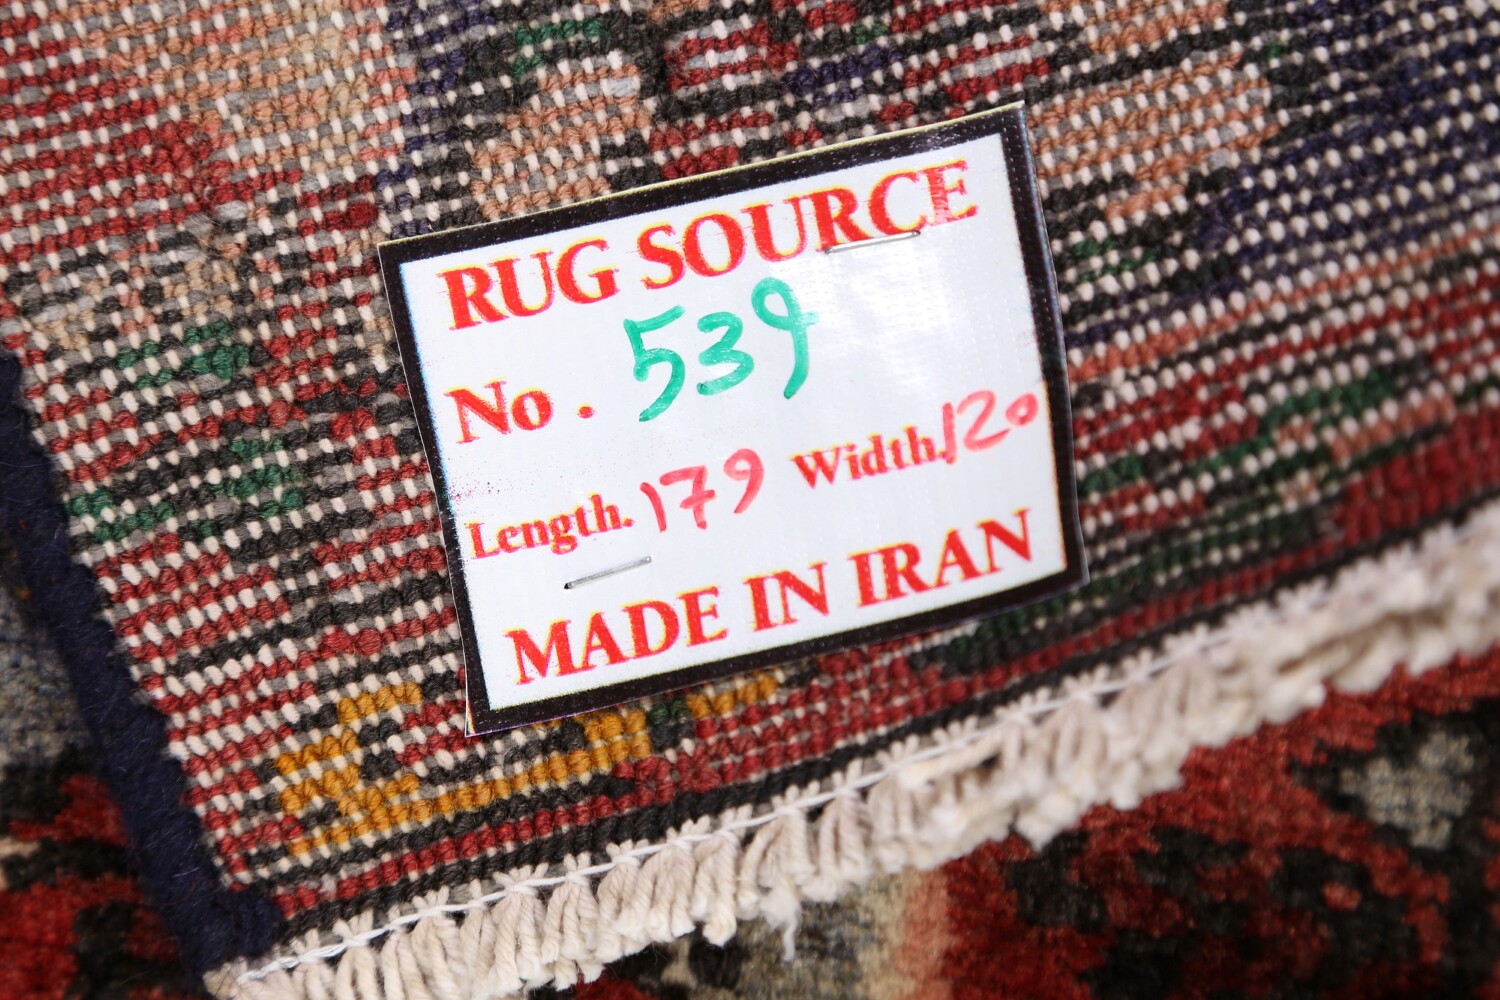 RUG SOURCE
No. 539
Length. 179 Width. 120
MADE IN IRAN